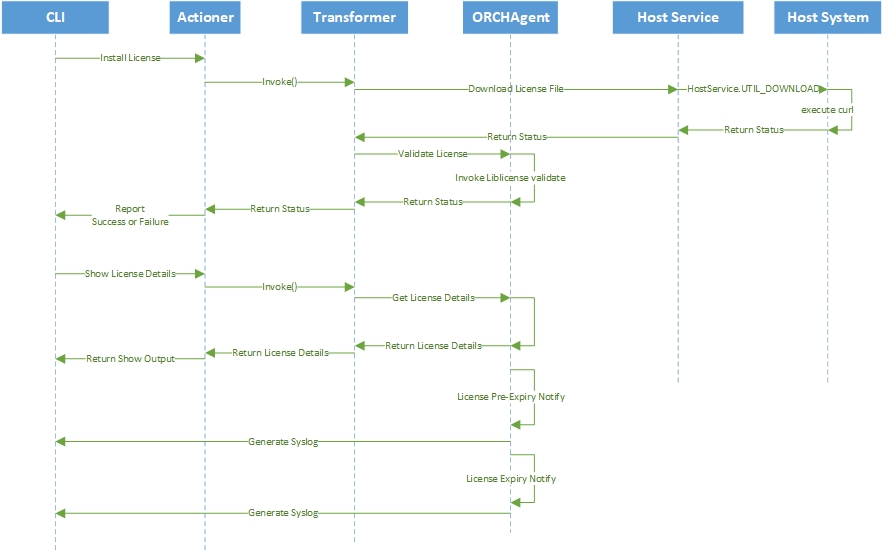 CLI
Actioner
Transformer
ORCHAgent
Host Service
Host System
Install License
Invoke()
Download License File
HostService.UTIL_DOWNLOAD
execute curl
Return Status
Return Status
Validate License
Invoke Liblicense validate
Return Status
Return Status
Report
Success or Failure
Show License Details
Invoke()
Get License Details
Return License Details
Return License Details
Return Show Output
License Pre-Expiry Notify
Generate Syslog
License Expiry Notify
Generate Syslog